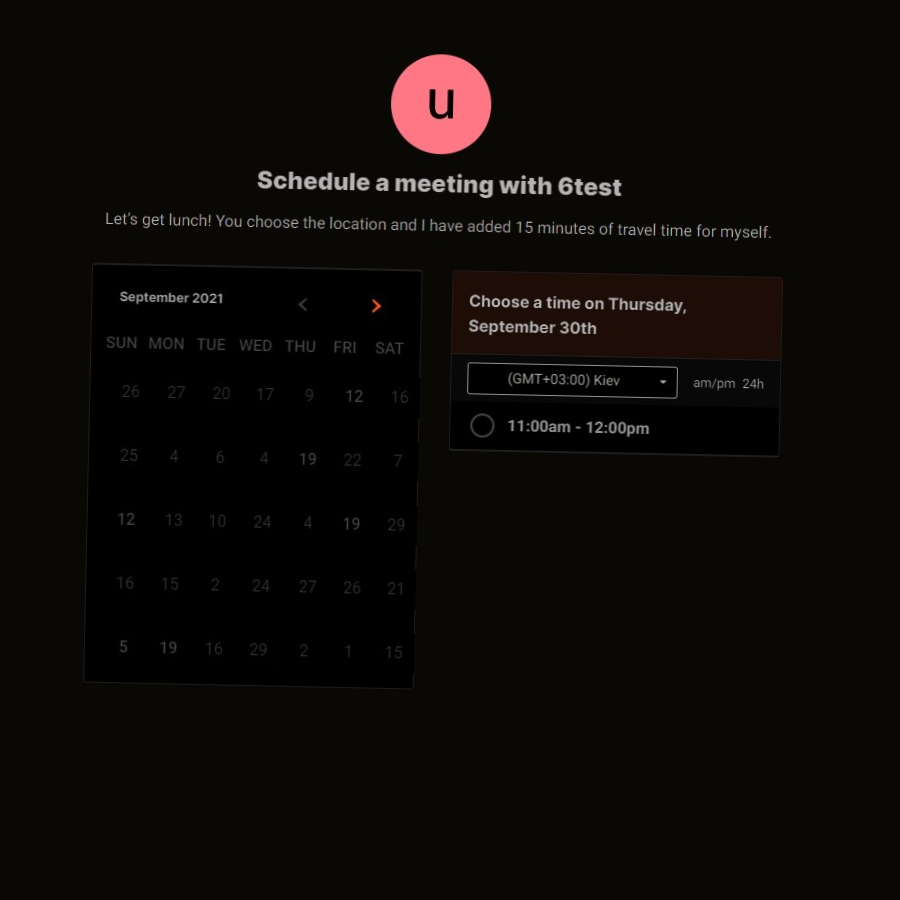 u
Schedule a meeting with 6test
Let's get lunch! You choose the location and I have added 15 minutes of travel time for myself.
September 2021
SUN MON TUE WED THU FRI SAT
26 27 20 17 9 12 16
25 4 6 4 19 22 7
12 13 10 24 4 19 29
16 15 2 24 27 26 21
5 19 16 29 2 1 15
Choose a time on Thursday,
September 30th
(GMT+03:00) Kiev am/pm 24h
11:00am - 12:00pm